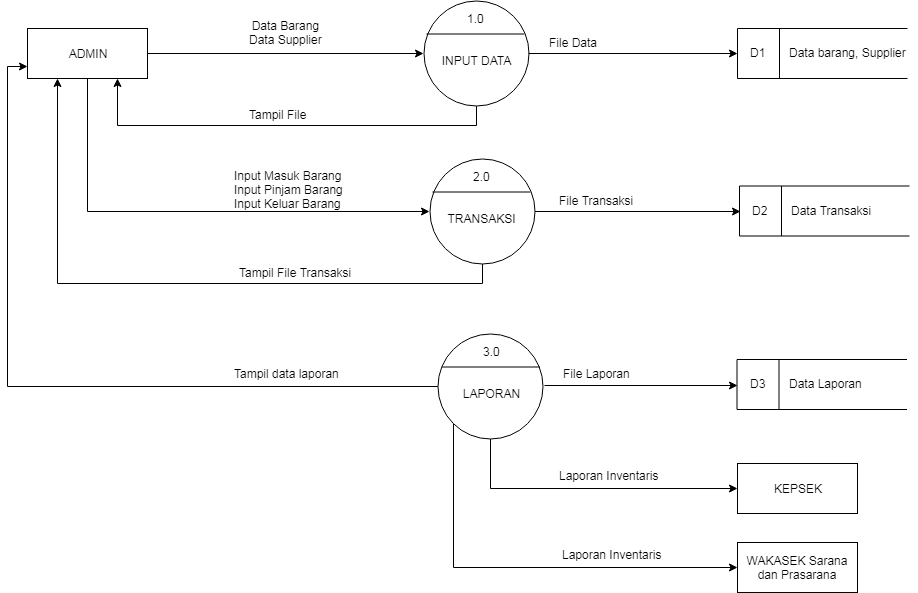 1.0
Data Barang
Data Supplier
ADMIN
INPUT DATA
File Data
D1
Data barang, Supplier
Tampil File
Input Masuk Barang
Input Pinjam Barang
Input Keluar Barang
2.0
TRANSAKSI
File Transaksi
D2
Data Transaksi
Tampil File Transaksi
3.0
Tampil data laporan
LAPORAN
File Laporan
D3
Data Laporan
Laporan Inventaris
KEPSEK
Laporan Inventaris
WAKASEK Sarana
dan Prasarana